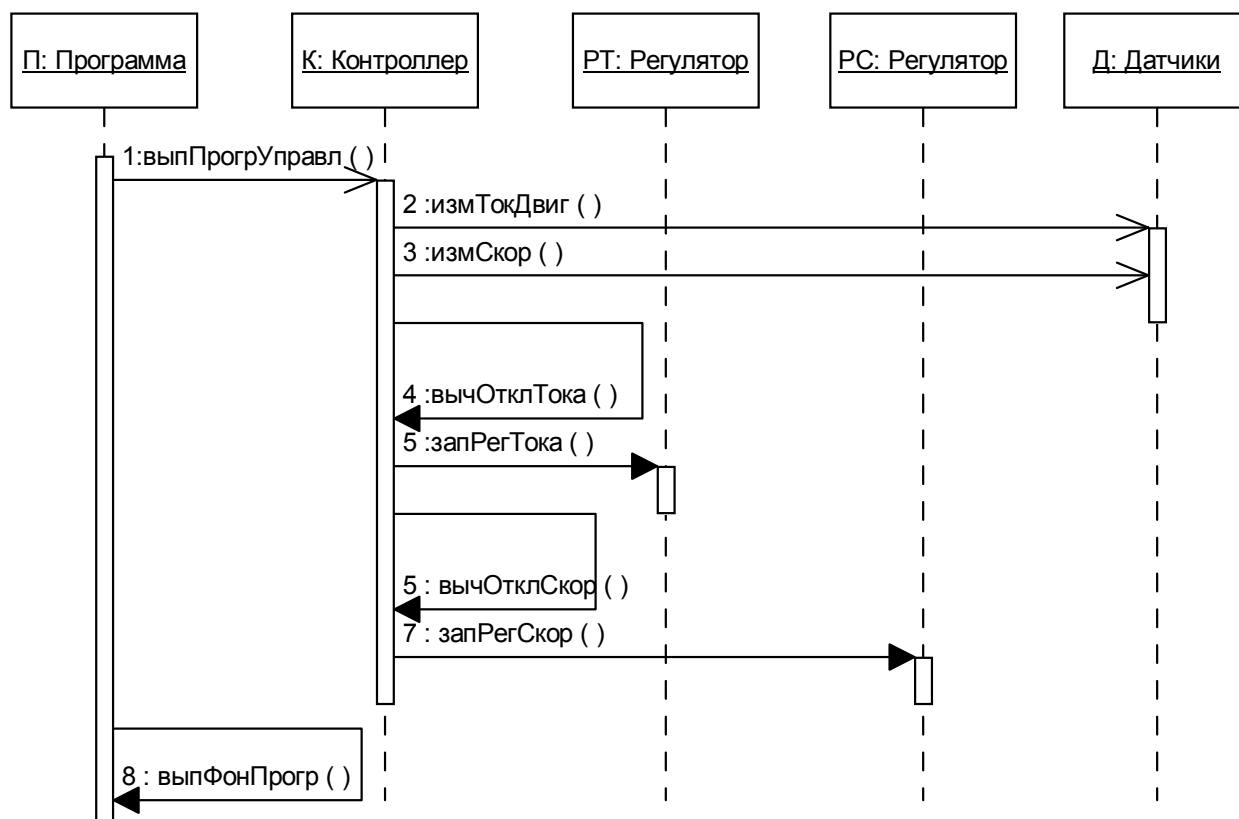 П: Программа
К: Контроллер
РТ: Регулятор
РС: Регулятор
Д: Датчики
1:выпПрогрУправл ( )
2 :измТокДвиг ( )
3 :измСкор ( )
4 :вычОтклТока ( )
5 :запРегТока ( )
5 : вычОтклСкор ( )
7 : запРегСкор ( )
8 : выпФонПрогр ( )